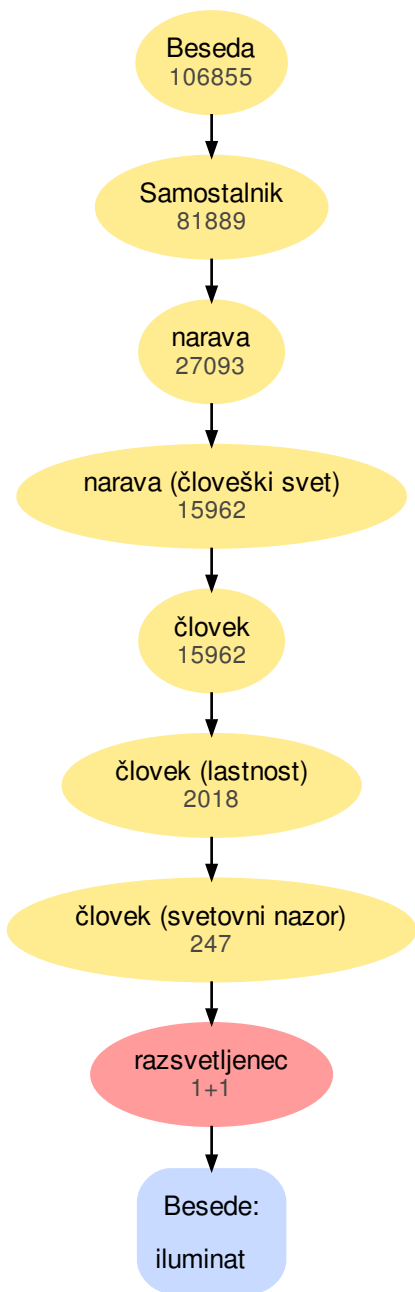 Beseda
106855
Samostalnik
81889
narava
27093
narava (človeški svet)
15962
človek
15962
človek (lastnost)
2018
človek (svetovni nazor)
247
razsvetljenec
1+1
Besede:
iluminat